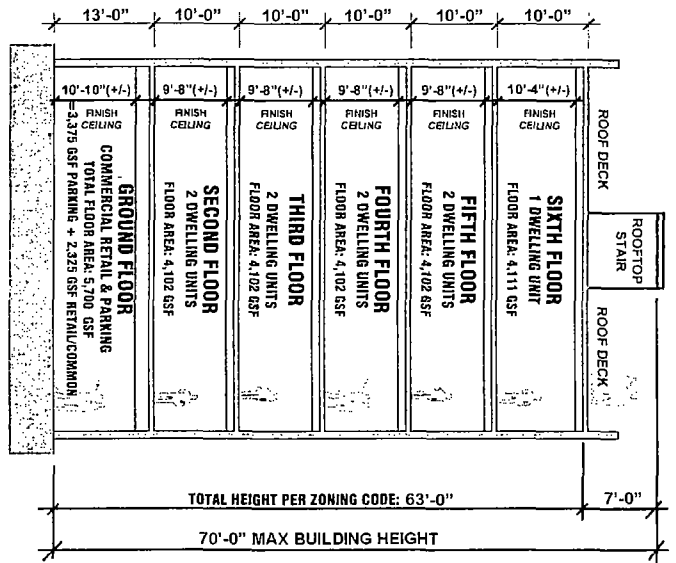 13'-0"
10'-0"
10'-0"
10'-0"
10'-0"
10'-0"
10'-10"(+/-)
9'-8"(+/-)
9'-8"(+/-)
9'-8"(+/-)
9'-8"(+/-)
10'-4"(+/-)
FINISH
CEILING
FINISH
CEILING
FINISH
CEILING
FINISH
CEILING
FINISH
CEILING
FINISH
CEILING
ROOF DECK
ROOFTOP
STAIR
ROOF DECK
SIXTH FLOOR
1 DWELLING UNIT
FLOOR AREA: 4,111 GSF
FIFTH FLOOR
2 DWELLING UNITS
FLOOR AREA: 4,102 GSF
FOURTH FLOOR
2 DWELLING UNITS
FLOOR AREA: 4,102 GSF
THIRD FLOOR
2 DWELLING UNITS
FLOOR AREA: 4,102 GSF
SECOND FLOOR
2 DWELLING UNITS
FLOOR AREA: 4,102 GSF
GROUND FLOOR
COMMERCIAL RETAIL & PARKING
TOTAL FLOOR AREA: 5,700 GSF
=3,375 GSF PARKING + 2,325 GSF RETAIL/COMMON
TOTAL HEIGHT PER ZONING CODE: 63'-0"
7'-0"
70'-0" MAX BUILDING HEIGHT